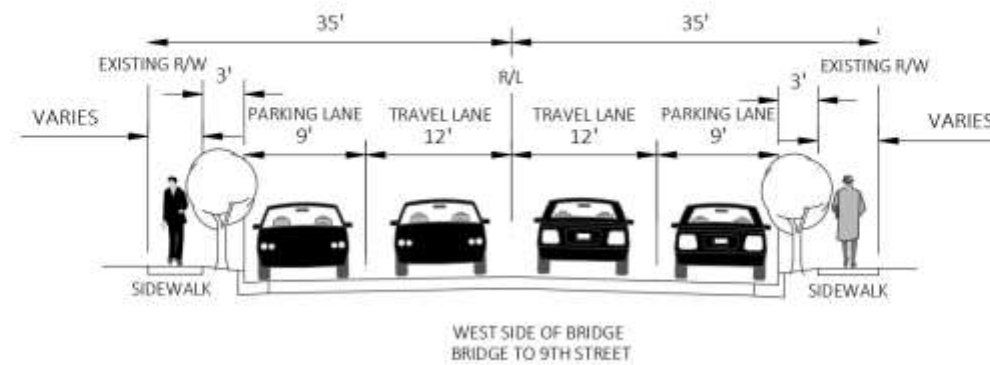 35' 35'
EXISTING R/W 3' R/L 3' EXISTING R/W
VARIES PARKING LANE TRAVEL LANE TRAVEL LANE PARKING LANE VARIES
9' 12' 12' 9'
SIDEWALK SIDEWALK
WEST SIDE OF BRIDGE
BRIDGE TO 9TH STREET